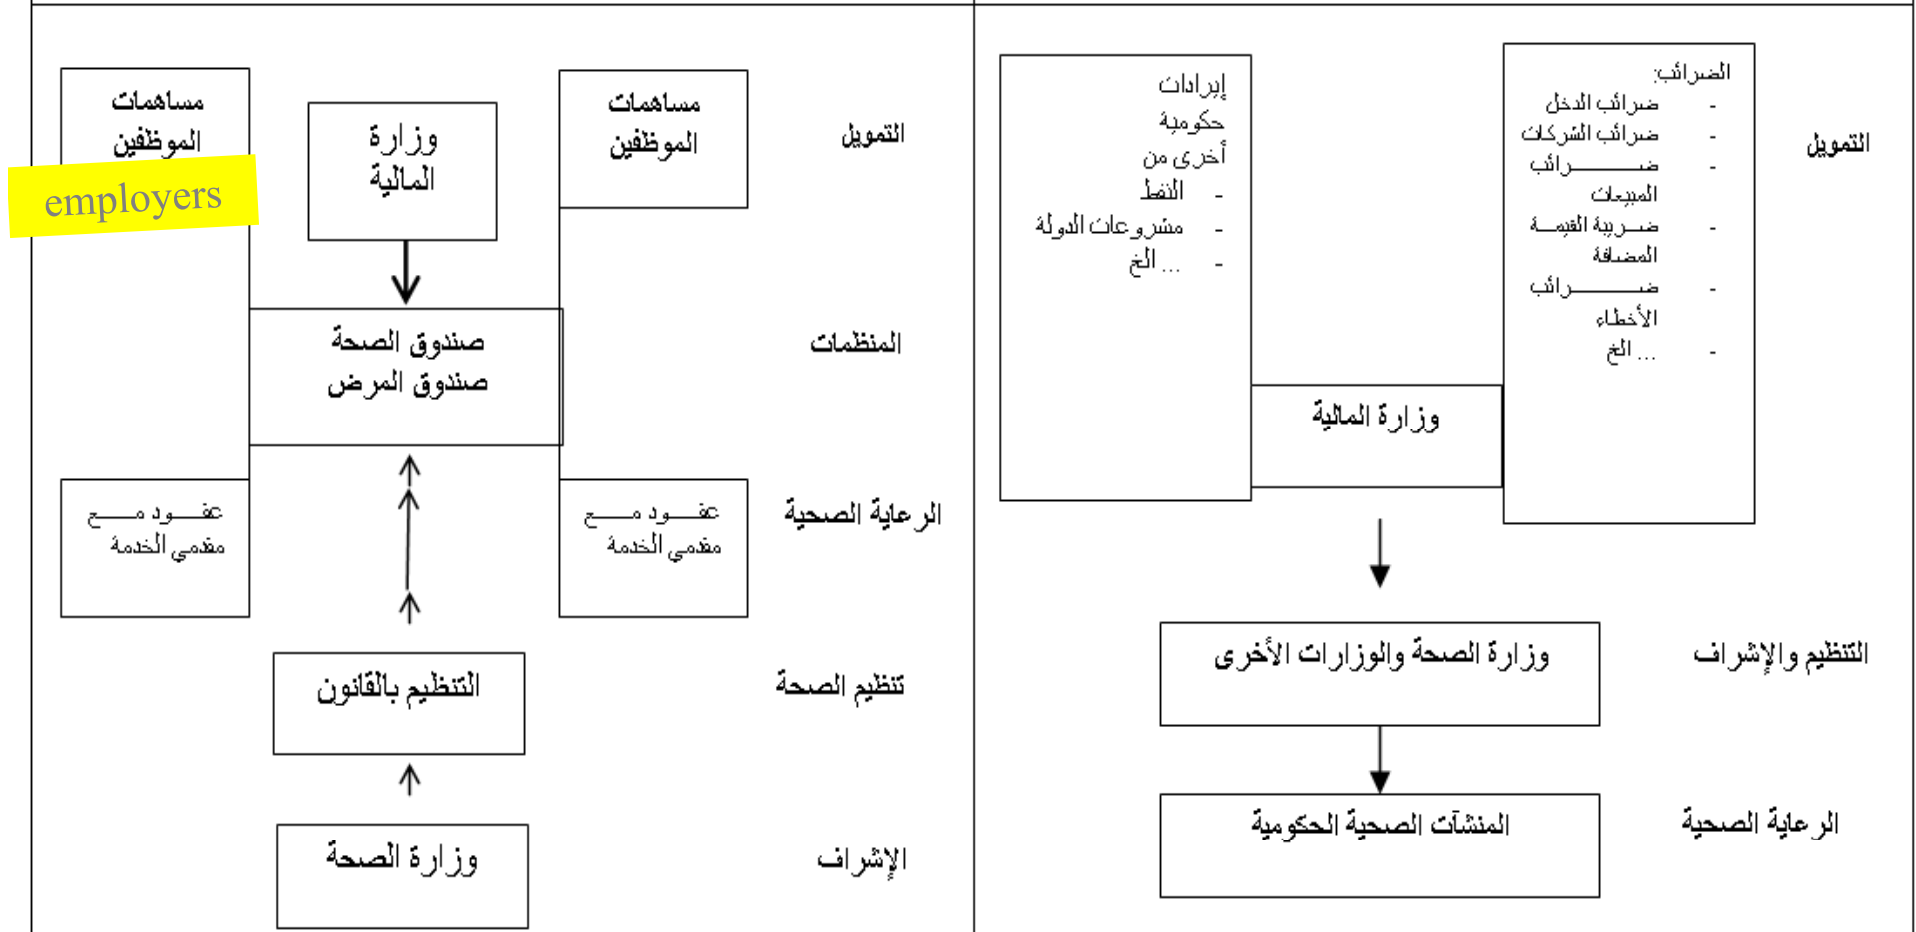 التمويل
الضرائب:
- ضرائب الدخل
- ضرائب الشركات
- ضرائب
المبيعات
- ضريبة القيمة
المضافة
- ضرائب
الأخطاء
- ... الخ
إيرادات
حكومية
أخرى من
- النفط
- مشروعات الدولة
- ... الخ
وزارة المالية
التنظيم والإشراف
وزارة الصحة والوزارات الأخرى
الرعاية الصحية
المنشآت الصحية الحكومية
التمويل
مساهمات
الموظفين
وزارة
المالية
مساهمات
الموظفين
employers
المنظمات
صندوق الصحة
صندوق المرض
الرعاية الصحية
عقود مع
مقدمي الخدمة
عقود مع
مقدمي الخدمة
تنظيم الصحة
التنظيم بالقانون
الإشراف
وزارة الصحة